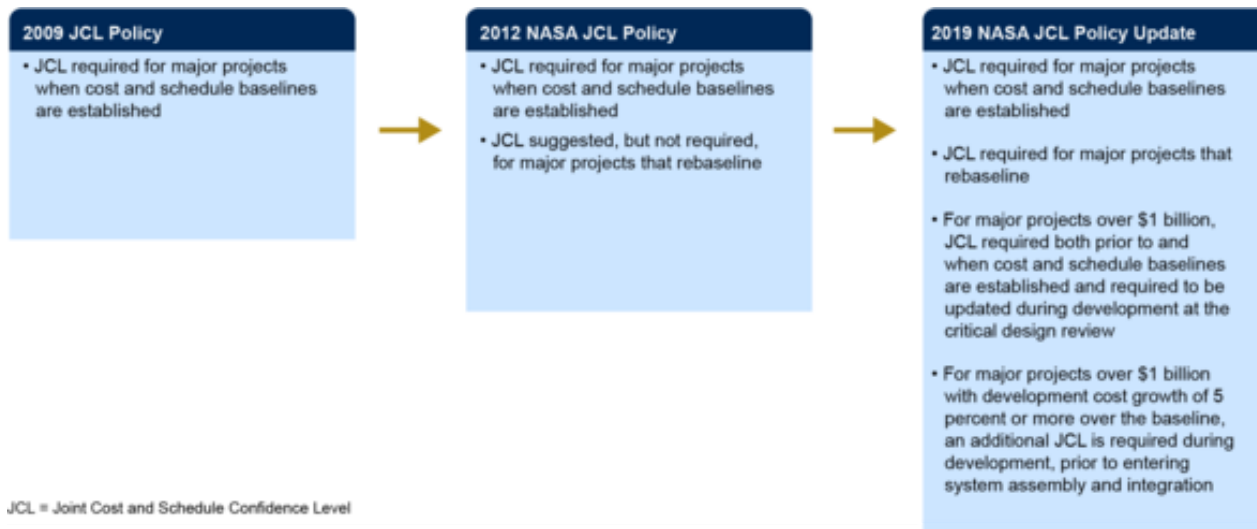 2009 JCL Policy
• JCL required for major projects
when cost and schedule baselines
are established
2012 NASA JCL Policy
• JCL required for major projects
when cost and schedule baselines
are established
• JCL suggested, but not required,
for major projects that rebaseline
2019 NASA JCL Policy Update
• JCL required for major projects
when cost and schedule baselines
are established
• JCL required for major projects that
rebaseline
• For major projects over $1 billion,
JCL required both prior to and
when cost and schedule baselines
are established and required to be
updated during development at the
critical design review
• For major projects over $1 billion
with development cost growth of 5
percent or more over the baseline,
an additional JCL is required during
development, prior to entering
system assembly and integration
JCL = Joint Cost and Schedule Confidence Level